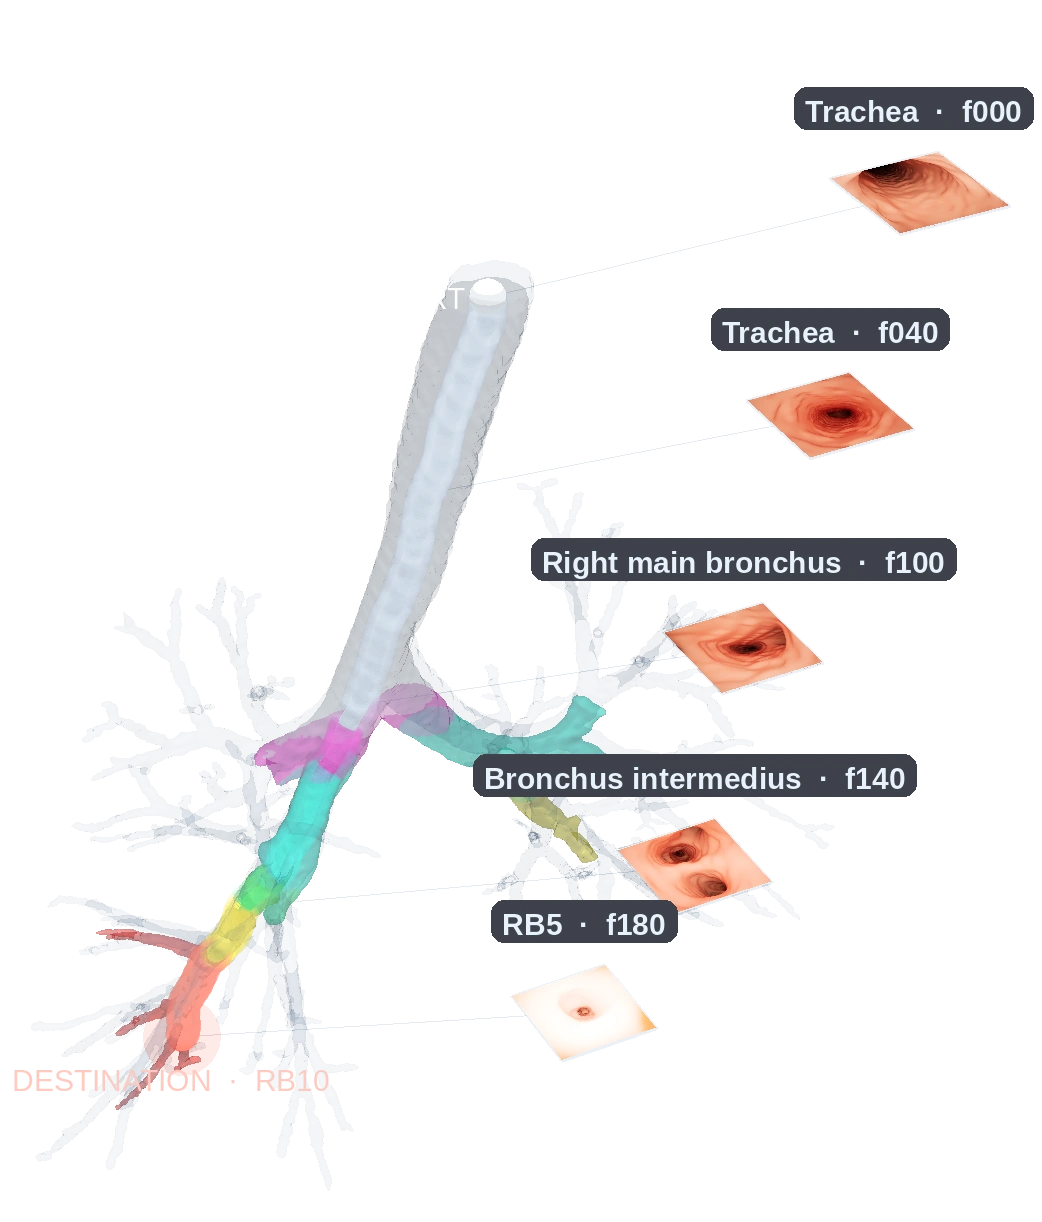 Trachea · f000
Trachea · f040
Right main bronchus · f100
Bronchus intermedius · f140
RB5 · f180
DESTINATION · RB10